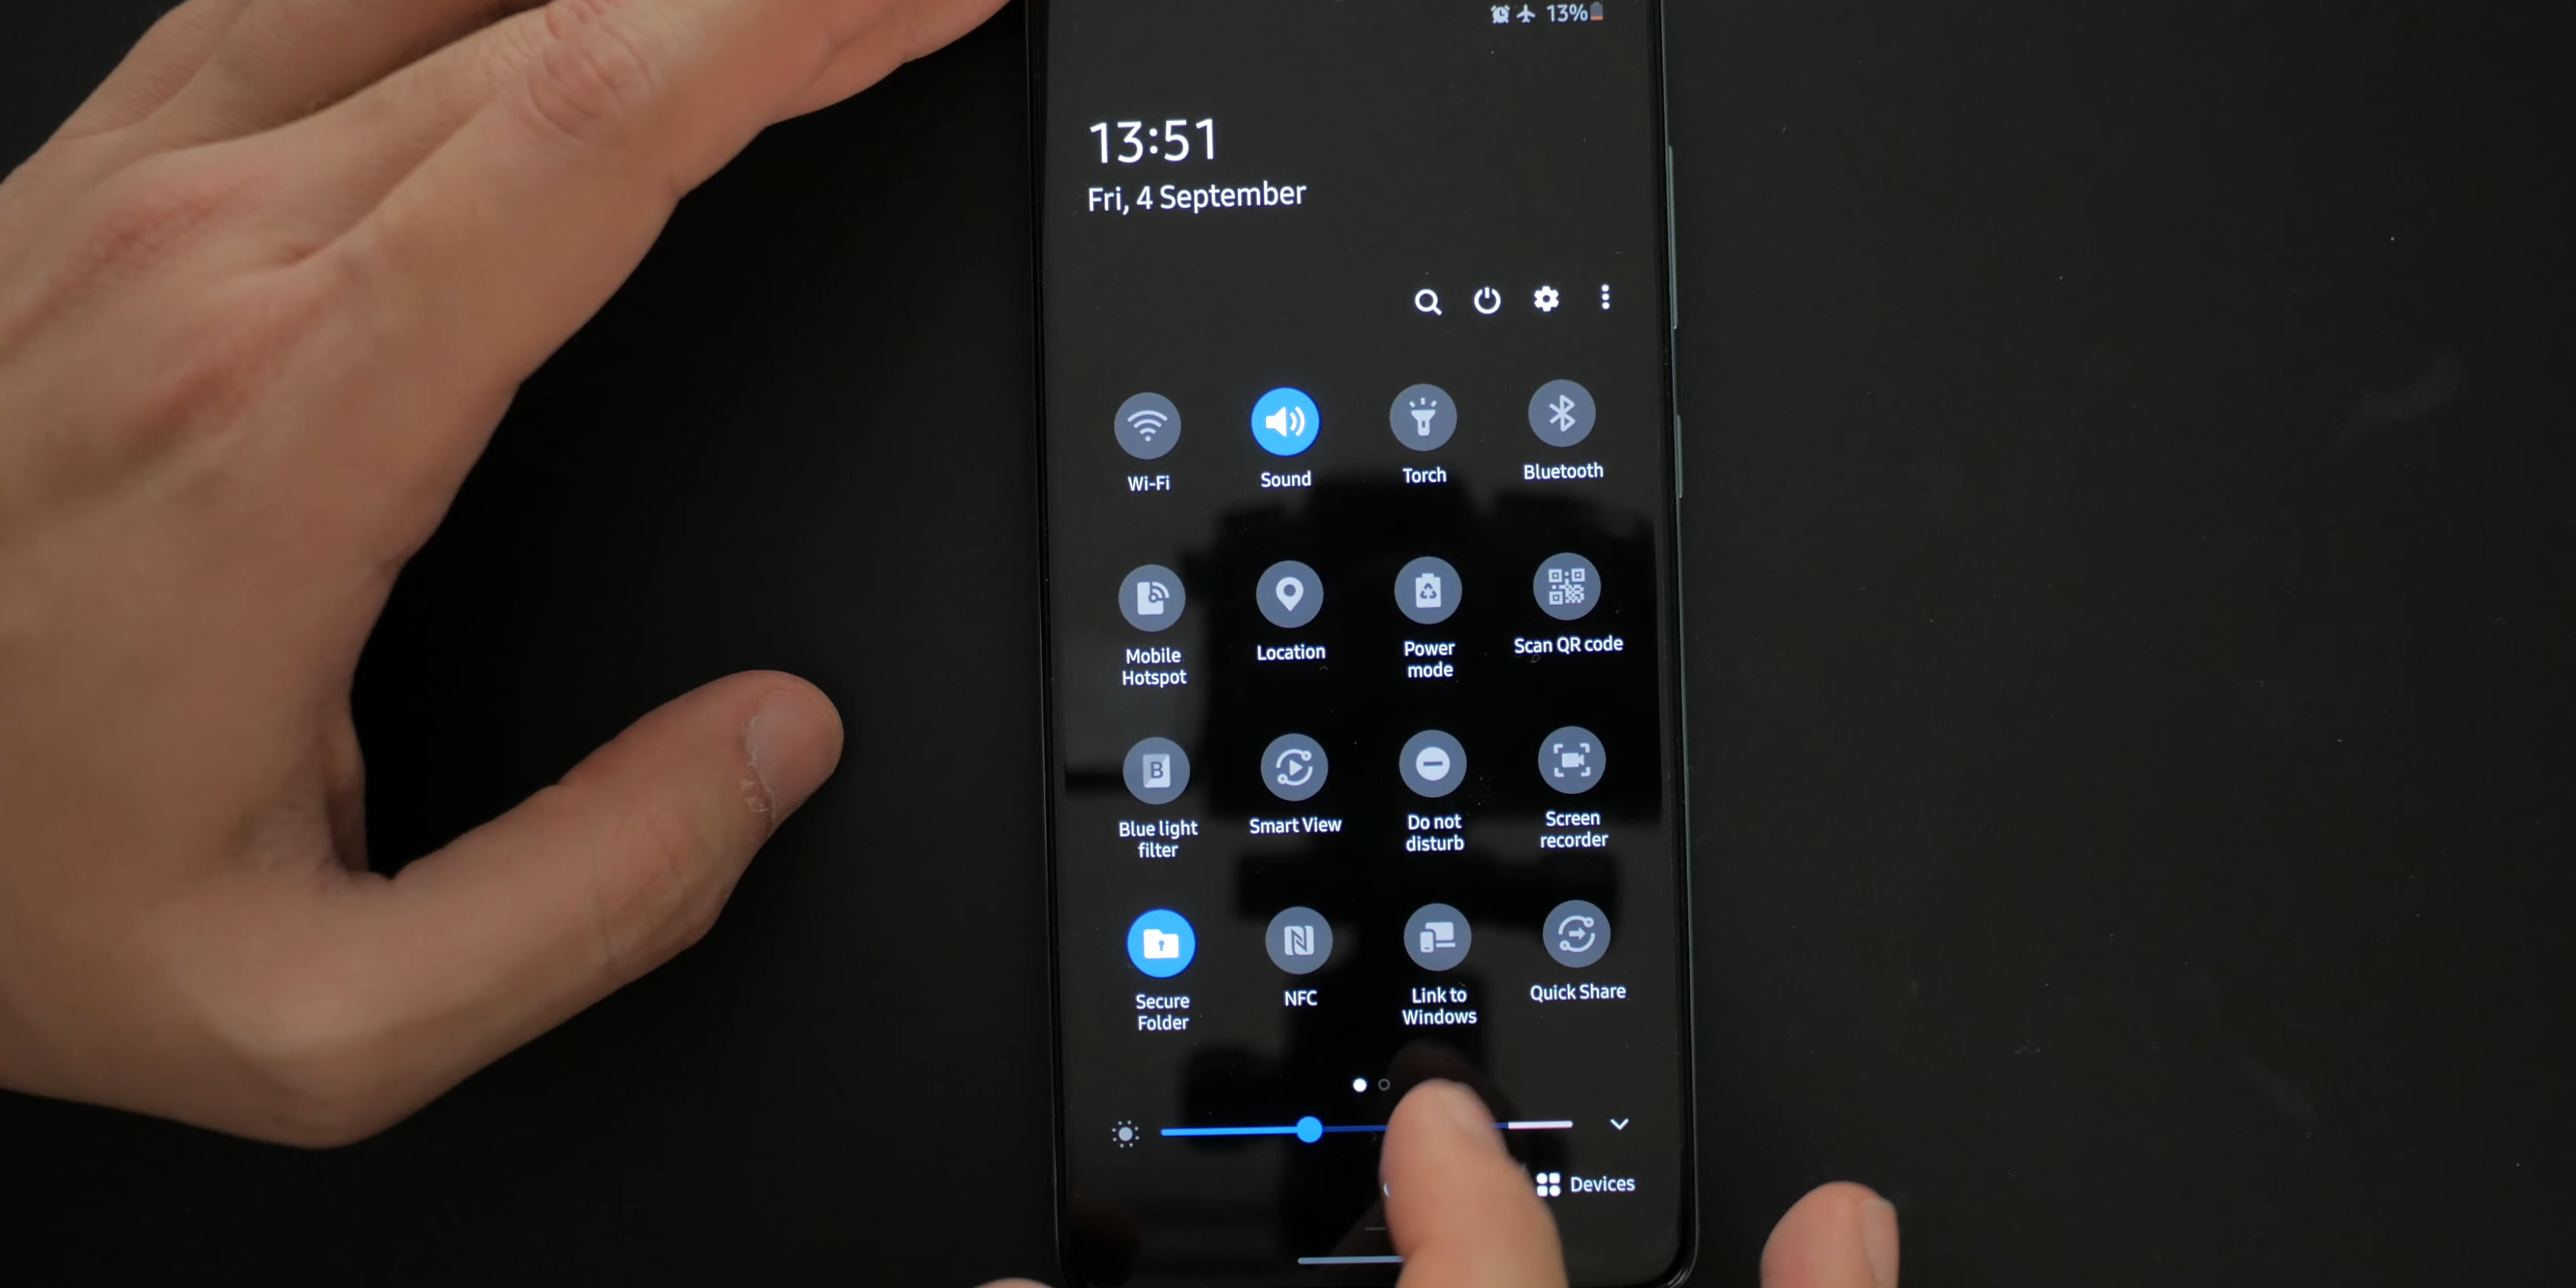 13%
13:51
Fri, 4 September
Wi-Fi
Sound
Torch
Bluetooth
Mobile
Hotspot
Location
Power
mode
Scan QR code
Blue light
filter
Smart View
Do not
disturb
Screen
recorder
Secure
Folder
NFC
Link to
Windows
Quick Share
Devices